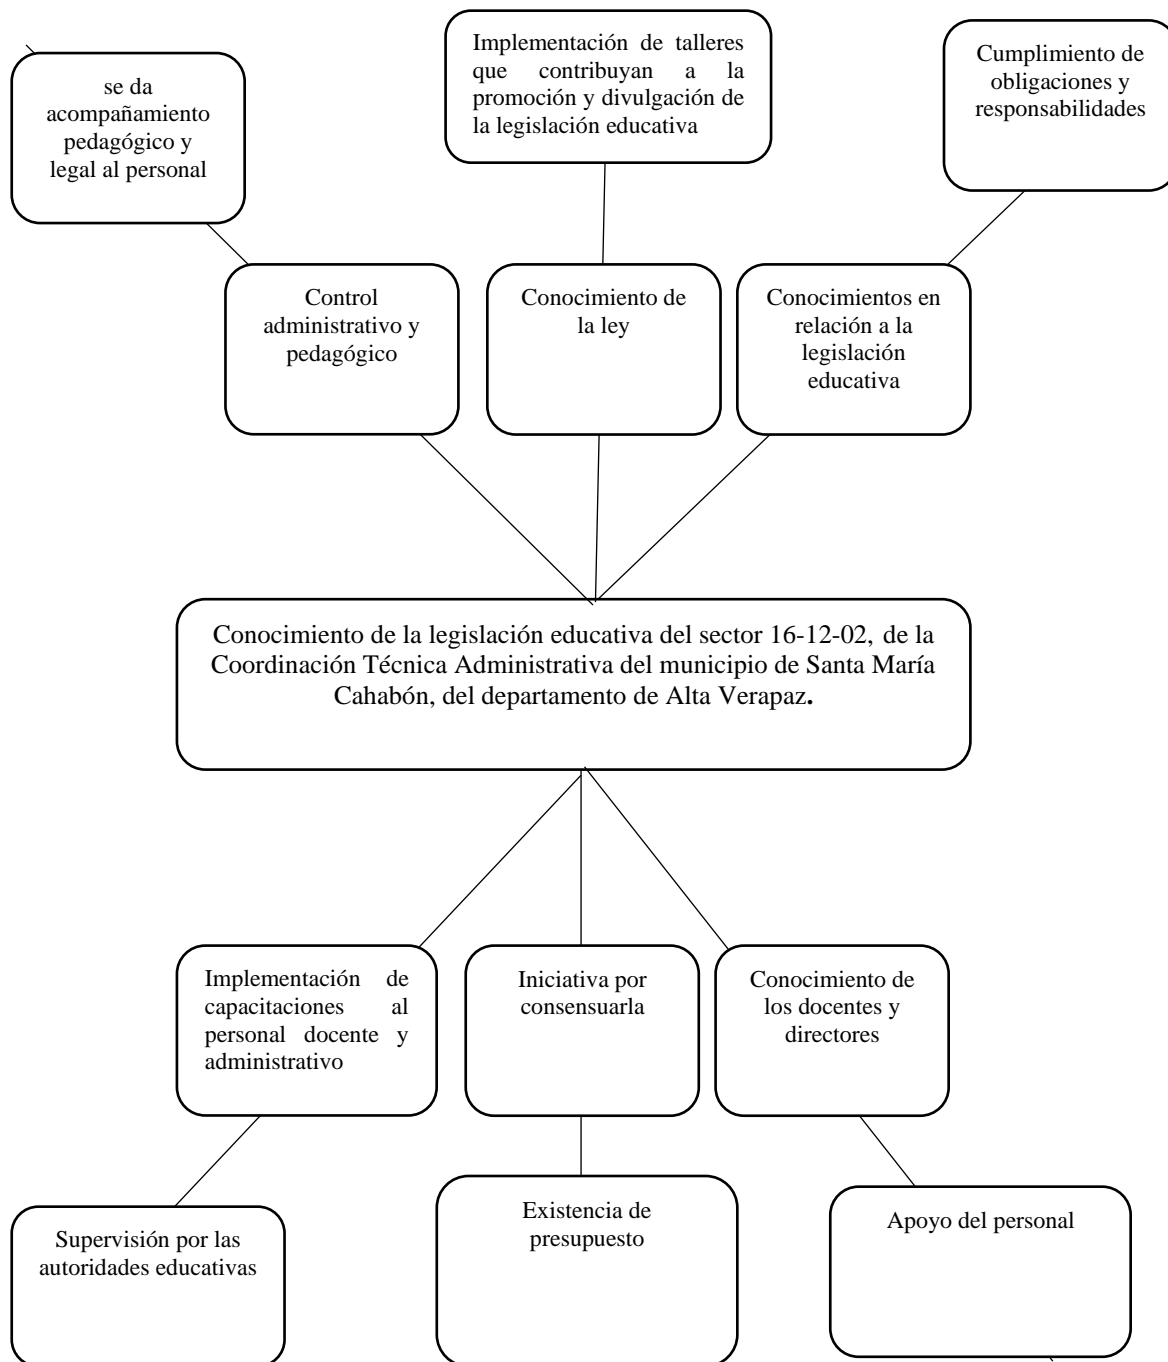 se da
acompañamiento
pedagógico y
legal al personal
Implementación de talleres
que contribuyan a la
promoción y divulgación de
la legislación educativa
Cumplimiento de
obligaciones y
responsabilidades
Control
administrativo y
pedagógico
Conocimiento de
la ley
Conocimientos en
relación a la
legislación
educativa
Conocimiento de la legislación educativa del sector 16-12-02, de la
Coordinación Técnica Administrativa del municipio de Santa María
Cahabón, del departamento de Alta Verapaz.
Implementación de
capacitaciones al
personal docente y
administrativo
Iniciativa por
consensuarla
Conocimiento de
los docentes y
directores
Supervisión por las
autoridades educativas
Existencia de
presupuesto
Apoyo del personal